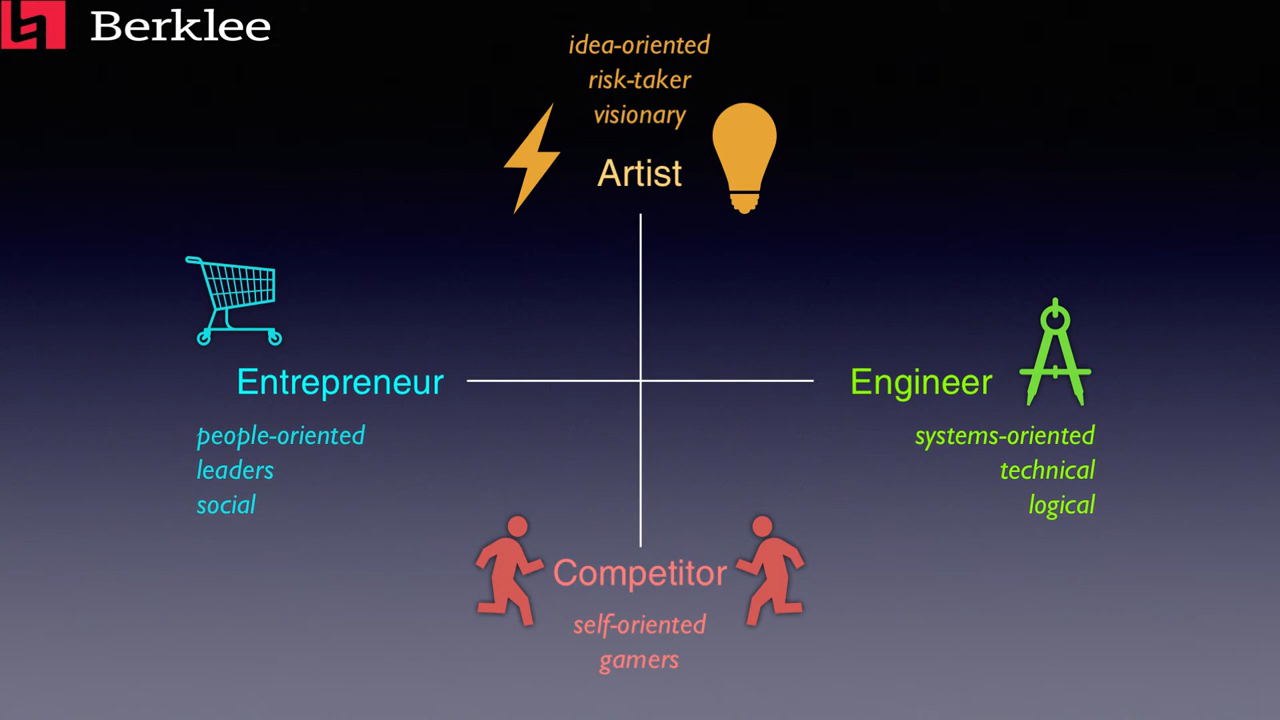 Berklee
idea-oriented
risk-taker
visionary
Artist
Entrepreneur
people-oriented
leaders
social
Engineer
systems-oriented
technical
logical
Competitor
self-oriented
gamers